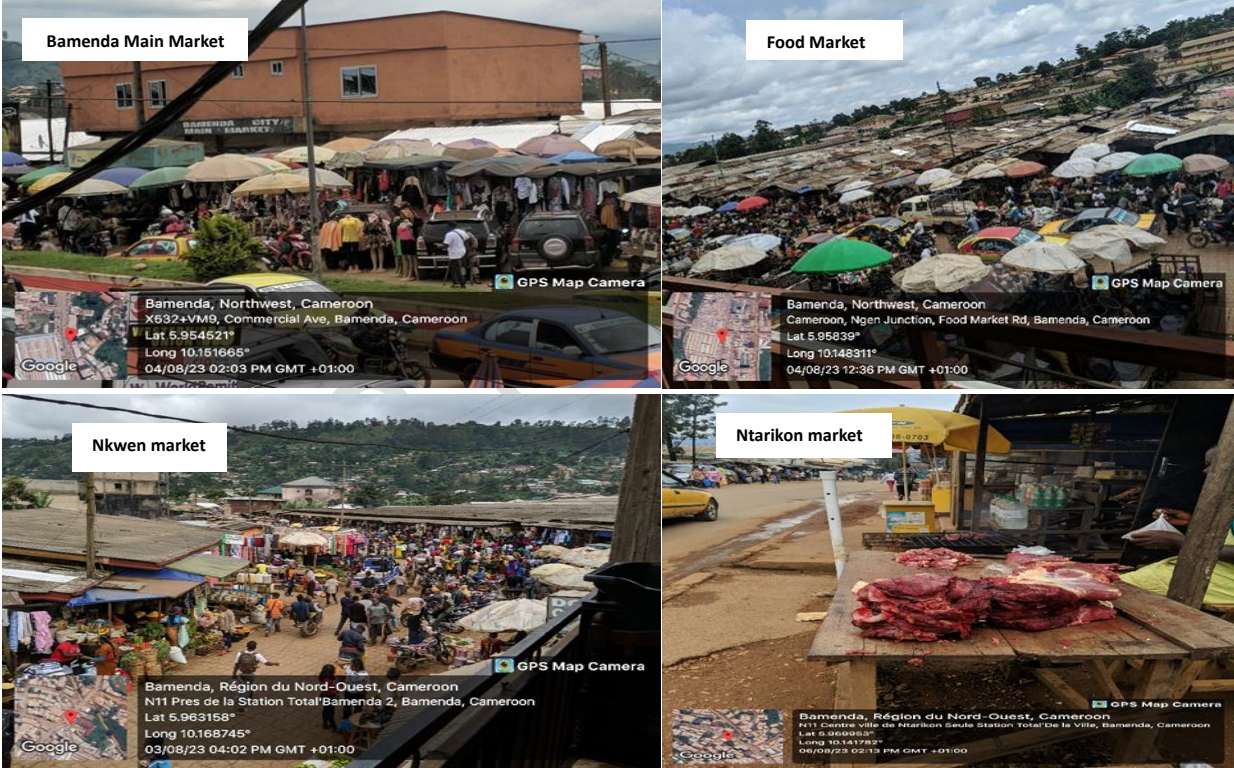 Bamenda Main Market
BAMENDA CITY
MAIN MARKET
GPS Map Camera
Bamenda, Northwest, Cameroon
X532+VM9, Commercial Ave, Bamenda, Cameroon
Lat 5.954521°
Long 10.151665°
04/08/23 02:03 PM GMT +01:00
Google
Food Market
GPS Map Camera
Bamenda, Northwest, Cameroon
Cameroon, Ngen Junction, Food Market Rd, Bamenda, Cameroon
Lat 5.95839°
Long 10.148311°
04/08/23 12:36 PM GMT +01:00
Google
Nkwen market
GPS Map Camera
Bamenda, Région du Nord-Ouest, Cameroon
N11 Pres de la Station Total'Bamenda 2, Bamenda, Cameroon
Lat 5.963158°
Long 10.168745°
03/08/23 04:02 PM GMT +01:00
Google
Ntarikon market
GPS Map Camera
Bamenda, Région du Nord-Ouest, Cameroon
N11 Centre ville de Ntarikon Seule Station Total'De la Ville, Bamenda, Cameroon
Lat 5.969953°
Long 10.141782°
06/08/23 02:13 PM GMT +01:00
Google